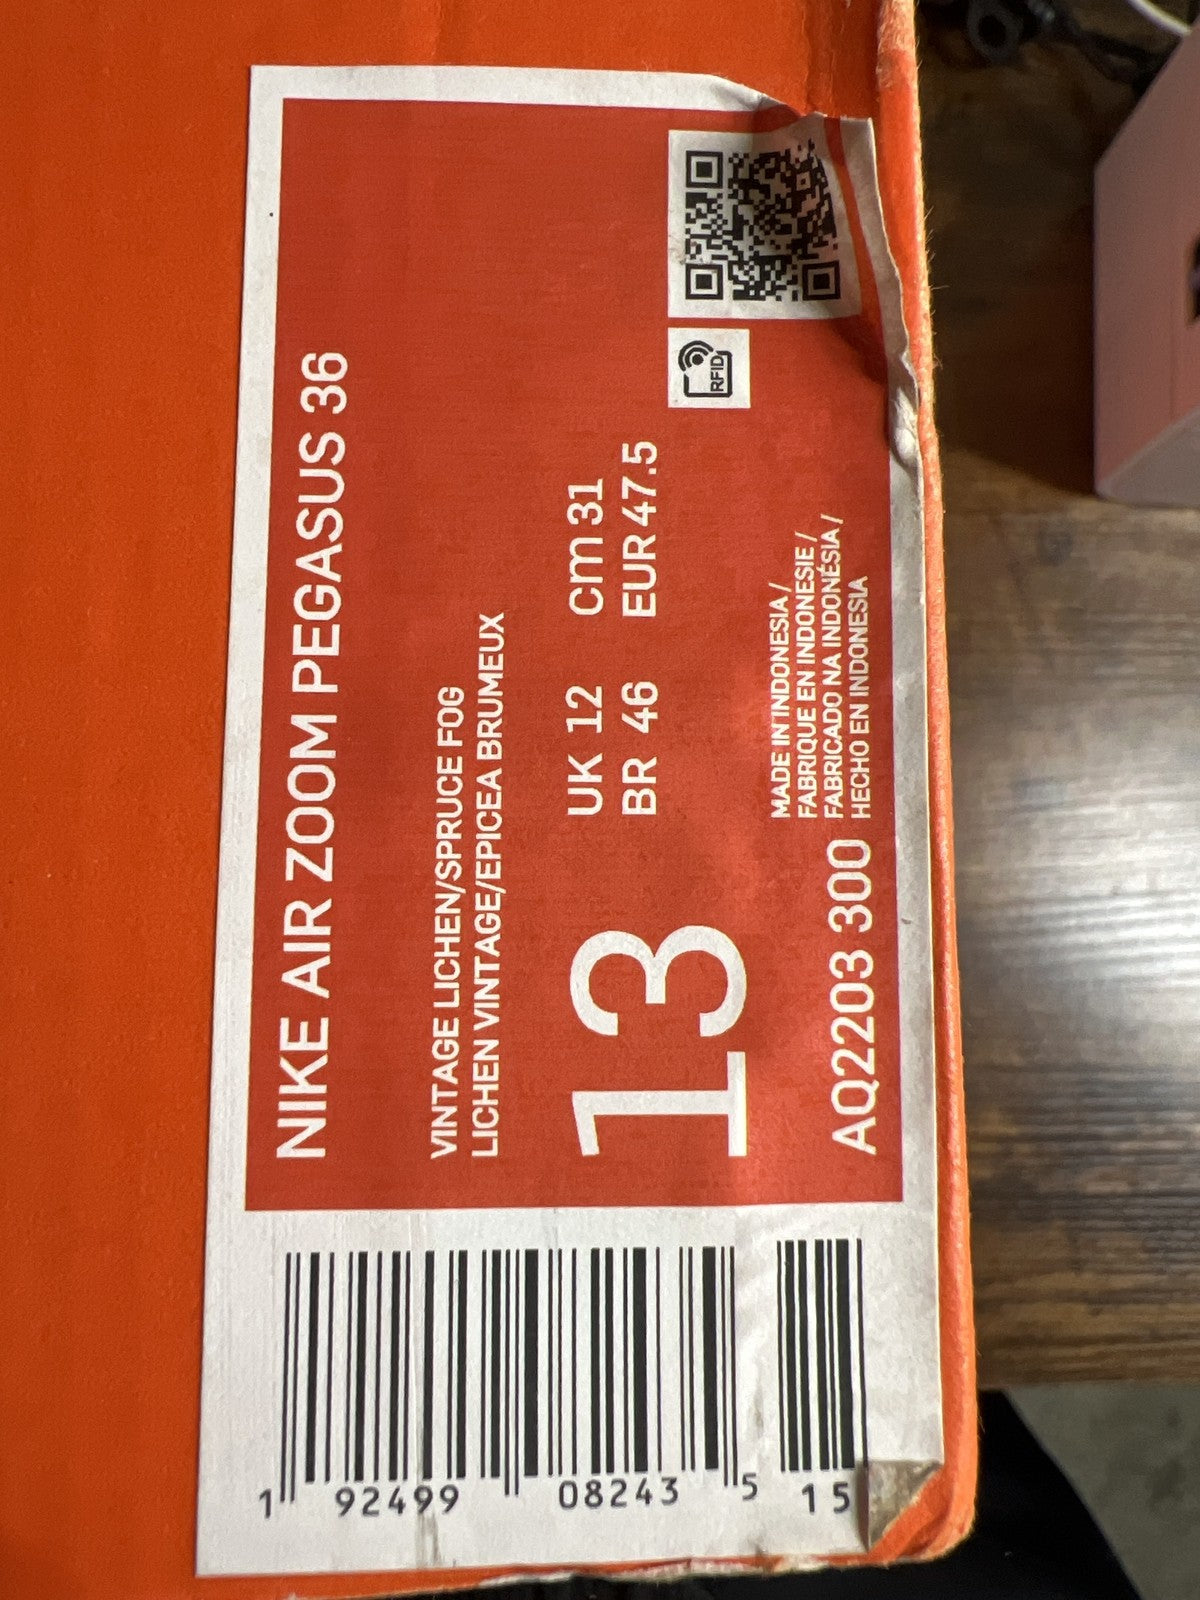 NIKE AIR ZOOM PEGASUS 36
VINTAGE LICHEN/SPRUCE FOG
LICHEN VINTAGE/EPICEA BRUMEUX
13
UK 12 cm 31
BR 46 EUR 47.5
RFID
AQ2203 300
MADE IN INDONESIA/
FABRIQUE EN INDONESIE /
FABRICADO NA INDONÉSIA /
HECHO EN INDONESIA
1 92499 08243 5 15